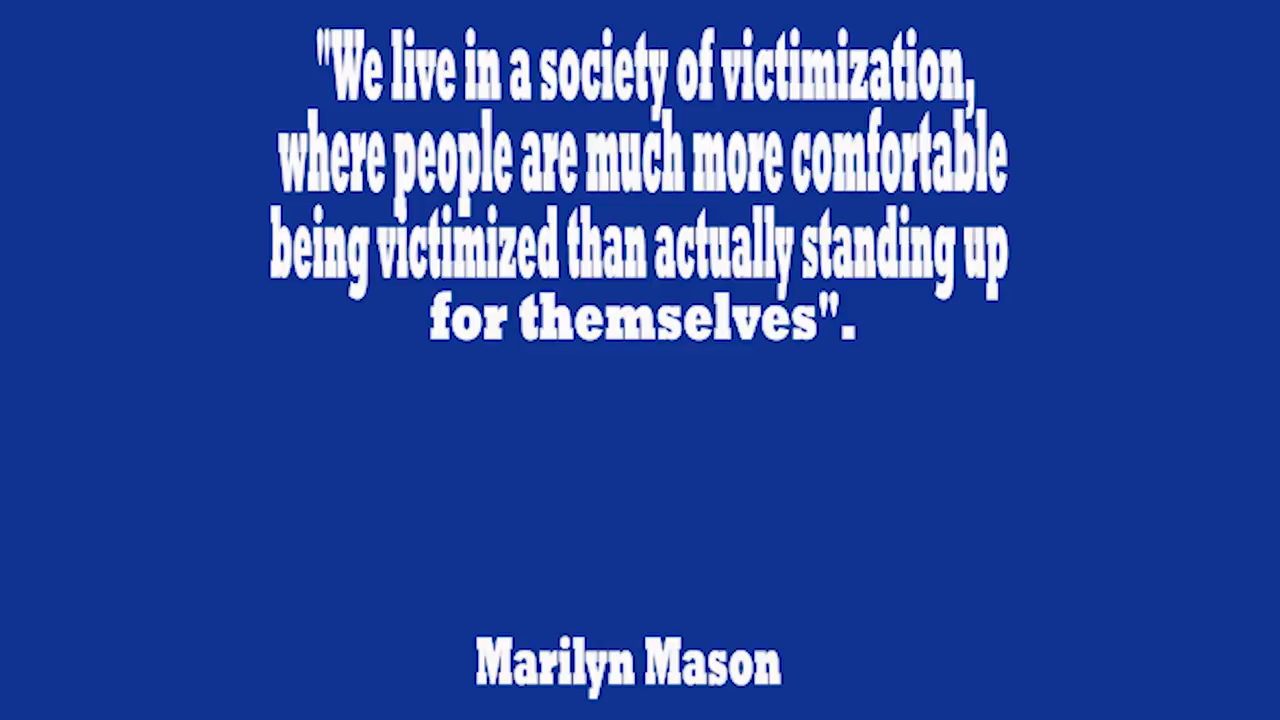 "We live in a society of victimization,
where people are much more comfortable
being victimized than actually standing up
for themselves".
Marilyn Mason